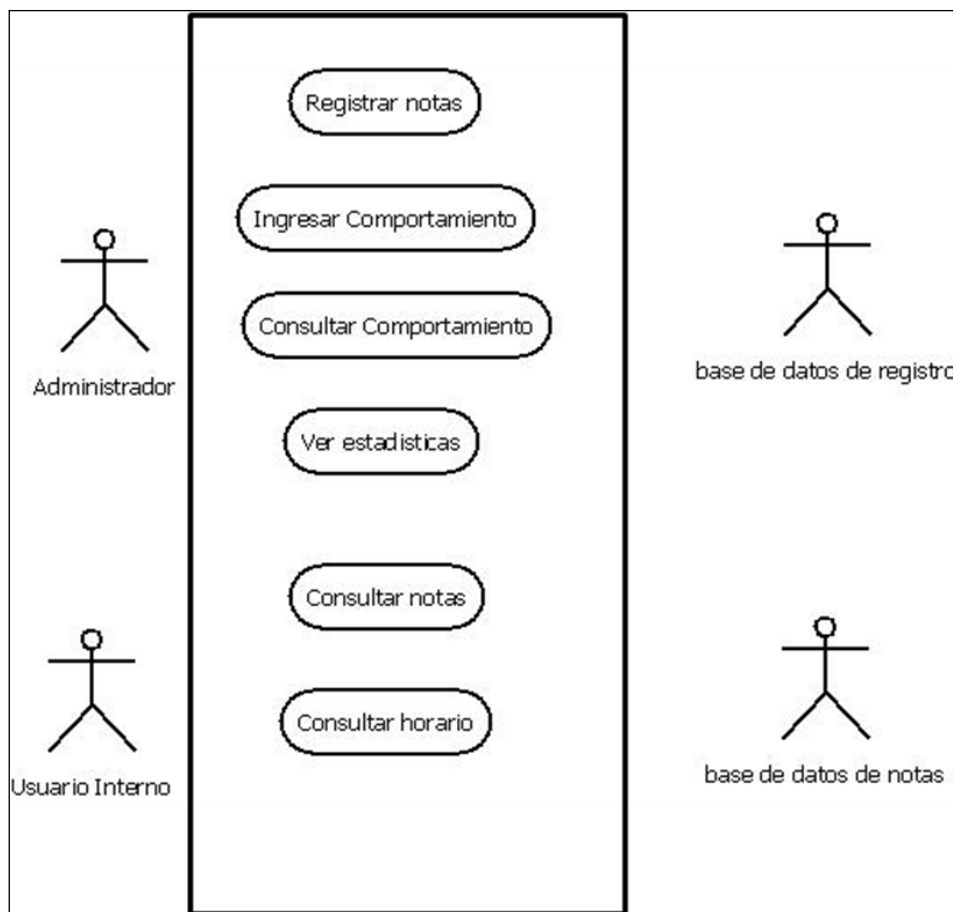 Registrar notas
Ingresar Comportamiento
Consultar Comportamiento
Administrador
base de datos de registro
Ver estadisticas
Consultar notas
Consultar horario
Usuario Interno
base de datos de notas